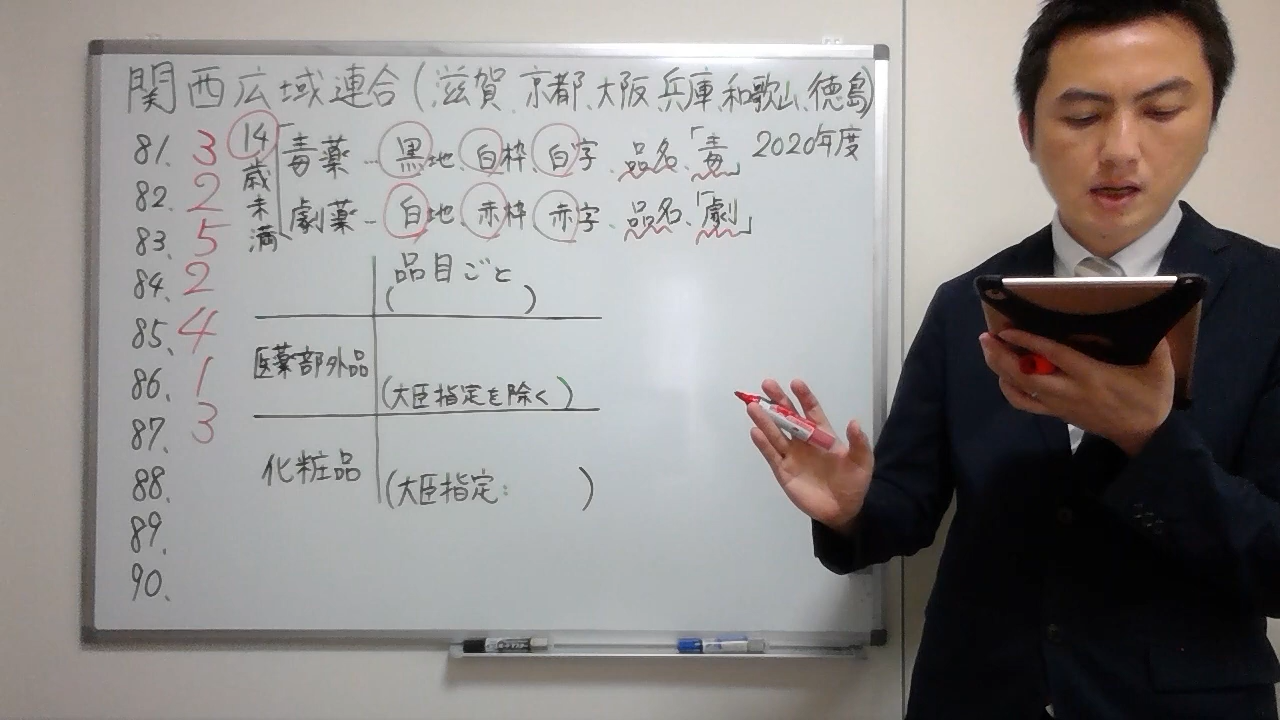 関西広域連合(滋賀、京都、大阪、兵庫、和歌山、徳島)
2020年度
81. 3
82. 2
83. 5
84. 2
85. 4
86. 1
87. 3
88.
89.
90.
14歳未満
毒薬…黒地、白枠、白字、品名、「毒」
劇薬…白地、赤枠、赤字、品名、「劇」
品目ごと
( )
医薬部外品
(大臣指定を除く )
化粧品
(大臣指定: )